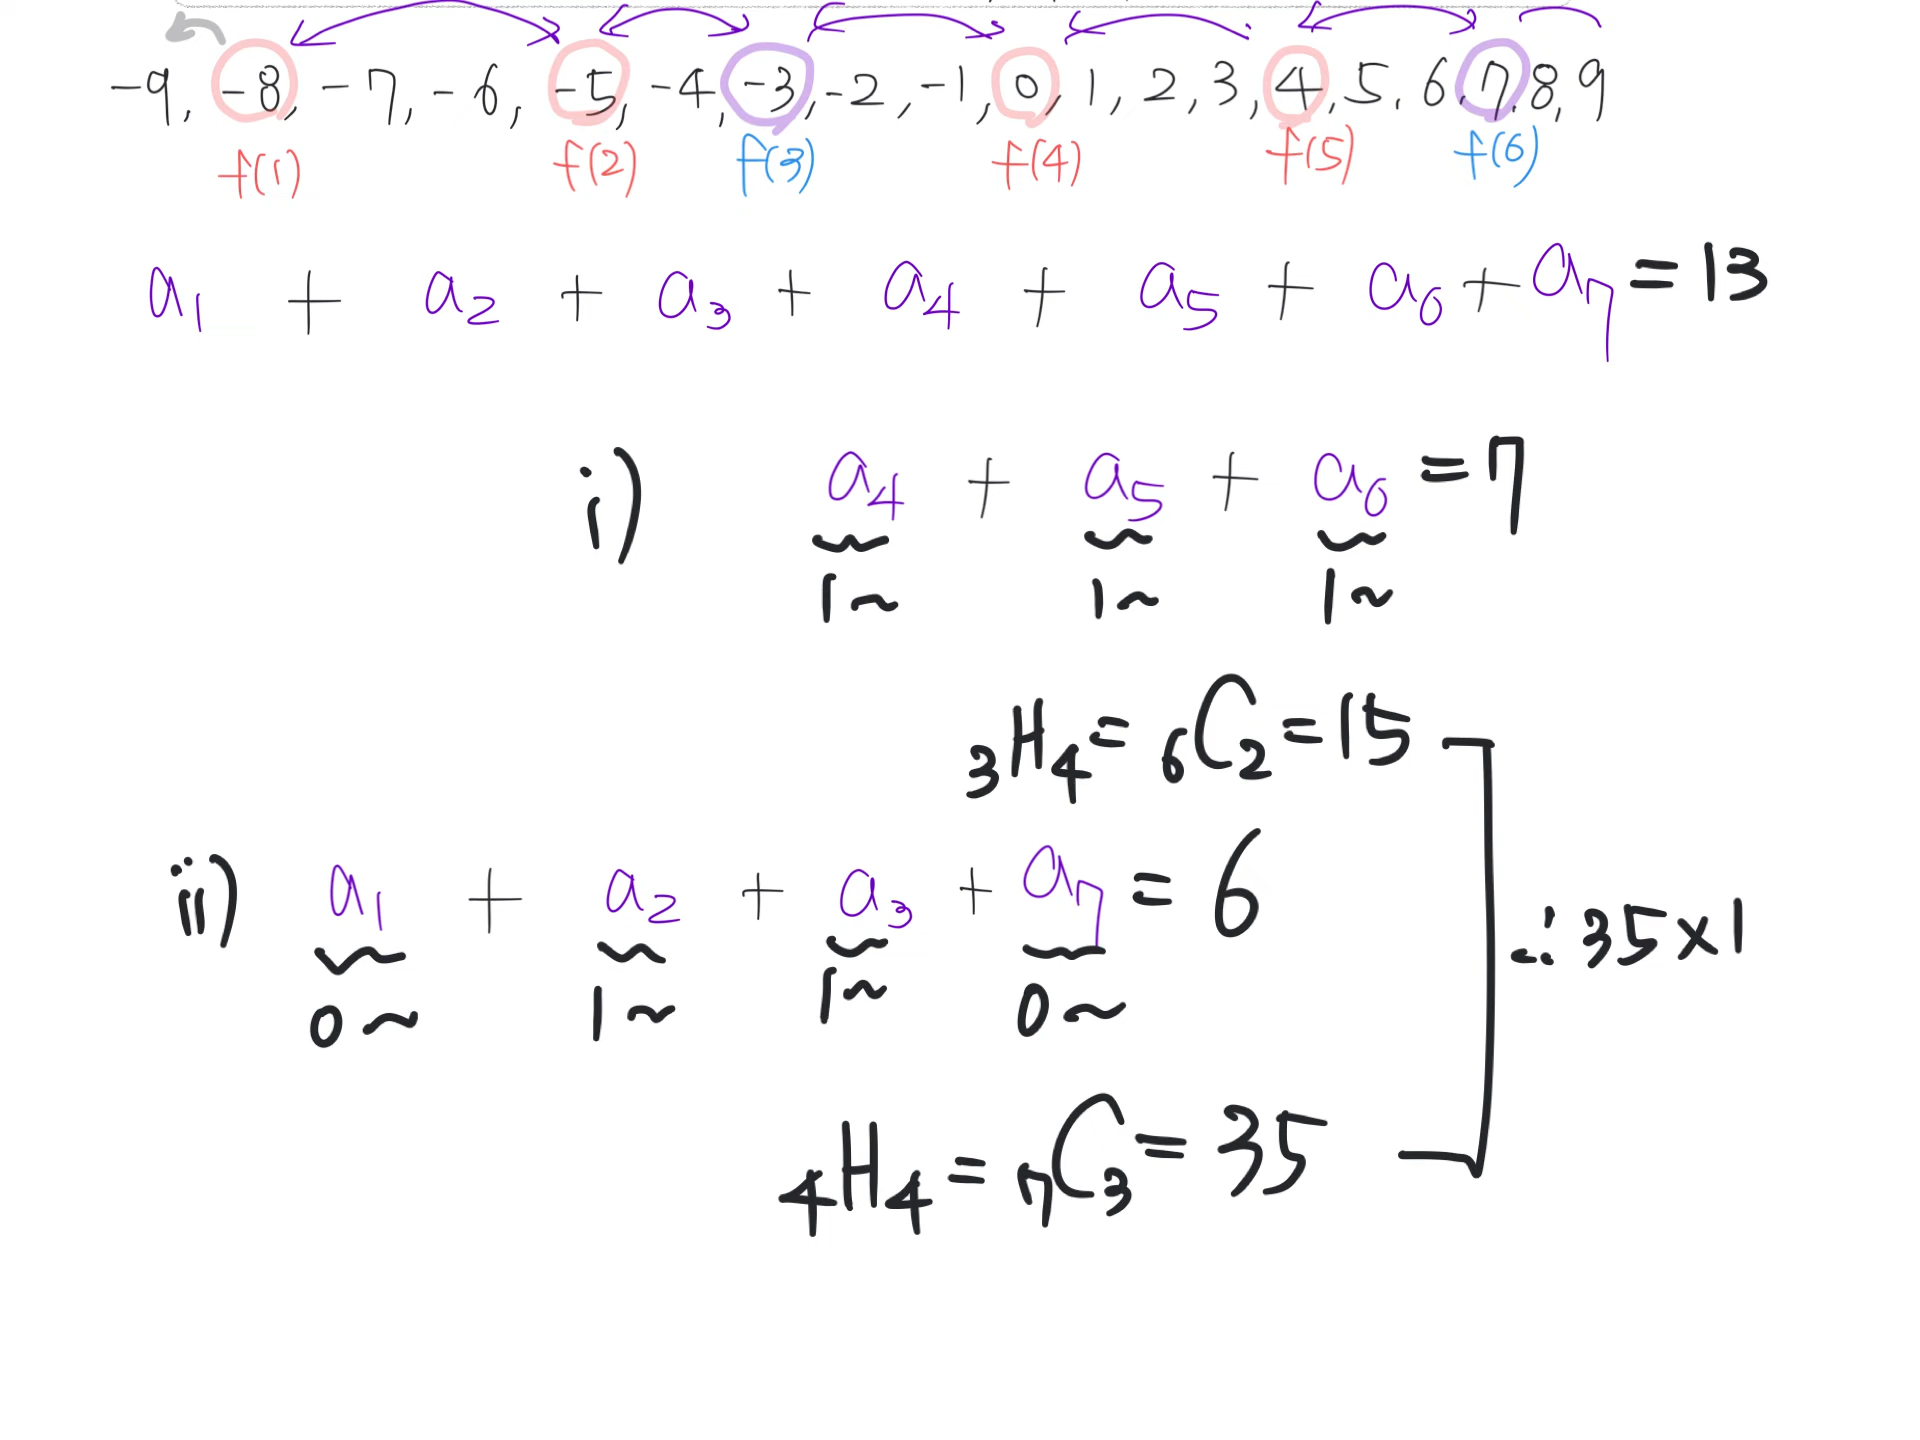 -9, -8, -7, -6, -5, -4, -3, -2, -1, 0, 1, 2, 3, 4, 5, 6, 7, 8, 9
f(1) f(2) f(3) f(4) f(5) f(6)
a₁ + a₂ + a₃ + a₄ + a₅ + a₆ + a₇ = 13
i) a₄ + a₅ + a₆ = 7
1~ 1~ 1~
₃H₄ = ₆C₂ = 15
ii) a₁ + a₂ + a₃ + a₇ = 6
∴ 35×1
0~ 1~ 1~ 0~
₄H₄ = ₇C₃ = 35